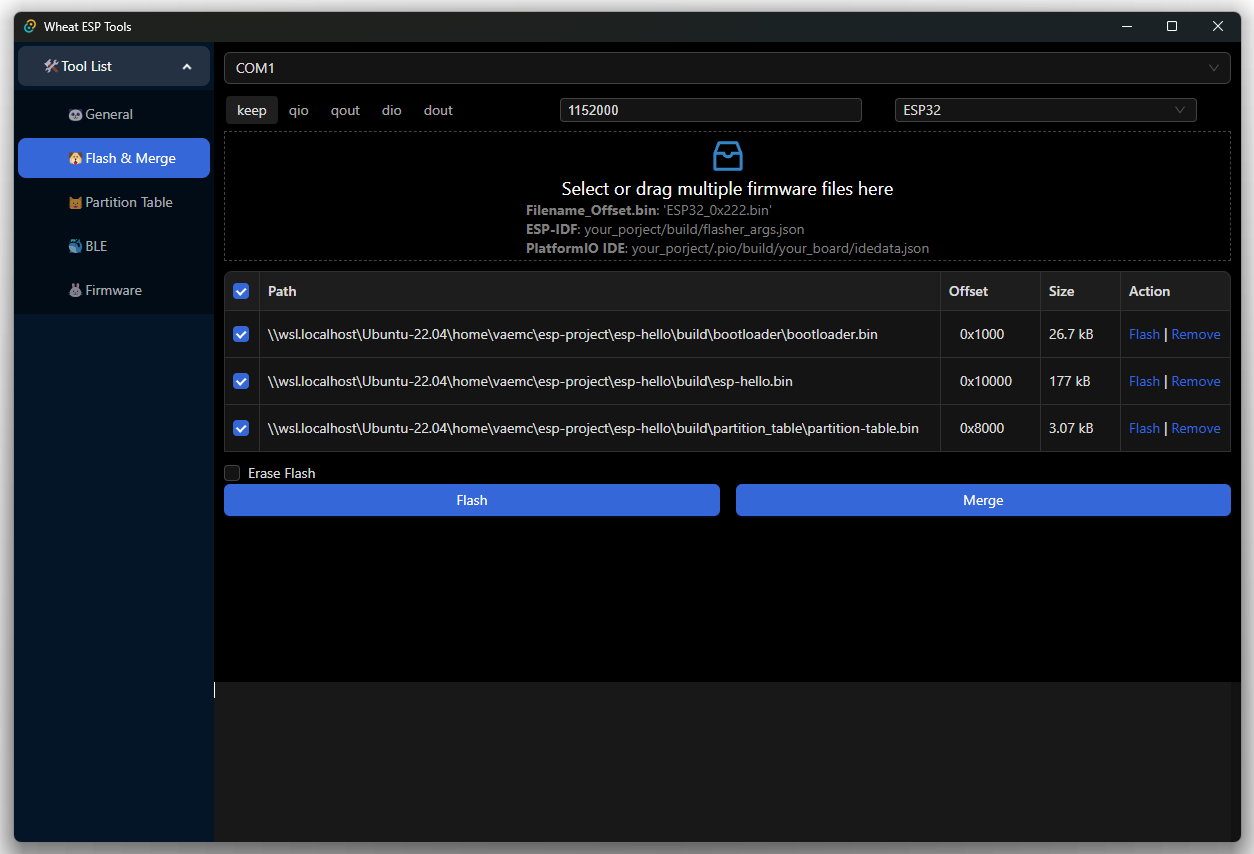 Wheat ESP Tools
Tool List
General
Flash & Merge
Partition Table
BLE
Firmware
COM1
keep qio qout dio dout 1152000 ESP32
Select or drag multiple firmware files here
Filename_Offset.bin: 'ESP32_0x222.bin'
ESP-IDF: your_porject/build/flasher_args.json
PlatformIO IDE: your_porject/.pio/build/your_board/idedata.json
Path Offset Size Action
\\wsl.localhost\Ubuntu-22.04\home\vaemc\esp-project\esp-hello\build\bootloader\bootloader.bin 0x1000 26.7 kB Flash | Remove
\\wsl.localhost\Ubuntu-22.04\home\vaemc\esp-project\esp-hello\build\esp-hello.bin 0x10000 177 kB Flash | Remove
\\wsl.localhost\Ubuntu-22.04\home\vaemc\esp-project\esp-hello\build\partition_table\partition-table.bin 0x8000 3.07 kB Flash | Remove
Erase Flash
Flash Merge